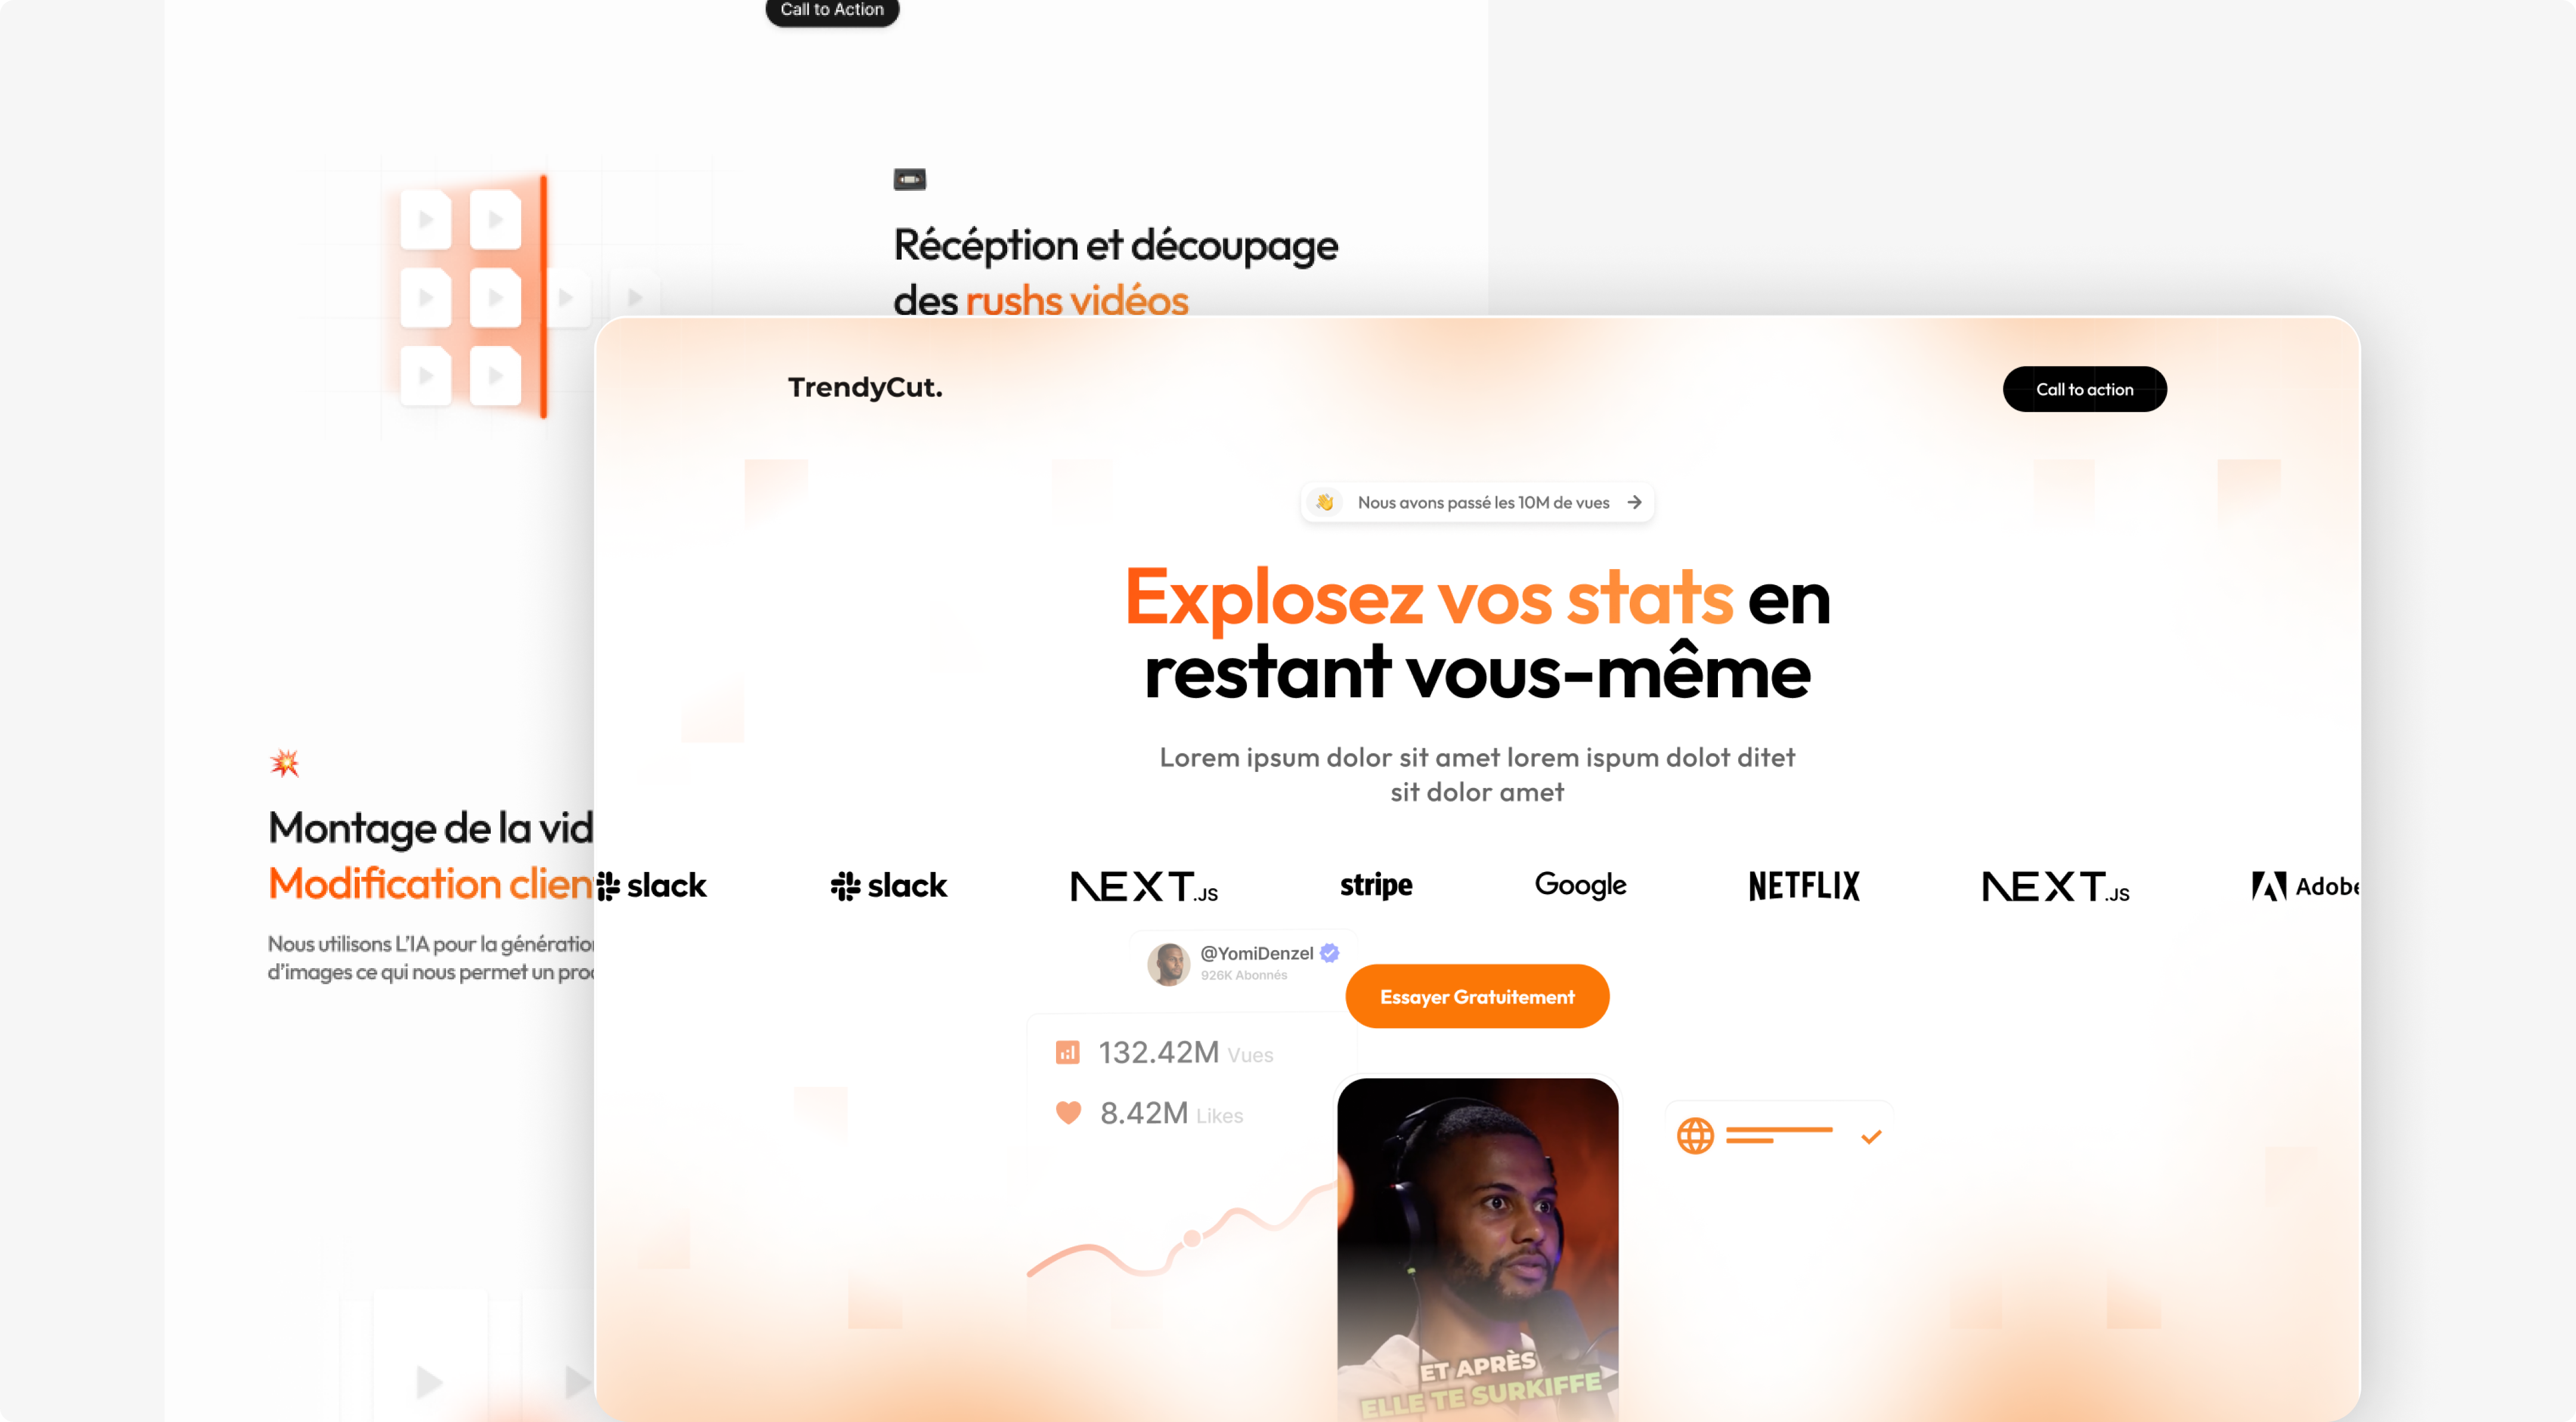 Call to Action
Récéption et découpage
des rushs vidéos
TrendyCut.
Call to action
Nous avons passé les 10M de vues
Explosez vos stats en
restant vous-même
Lorem ipsum dolor sit amet lorem ispum dolot ditet
sit dolor amet
Montage de la vid
Modification clien
Nous utilisons L'IA pour la génération
d'images ce qui nous permet un pro
slack
slack
NEXT.JS
stripe
Google
NETFLIX
NEXT.JS
Adobe
@YomiDenzel
926K Abonnés
Essayer Gratuitement
132.42M Vues
8.42M Likes
ET APRÈS
ELLE TE SURKIFFE